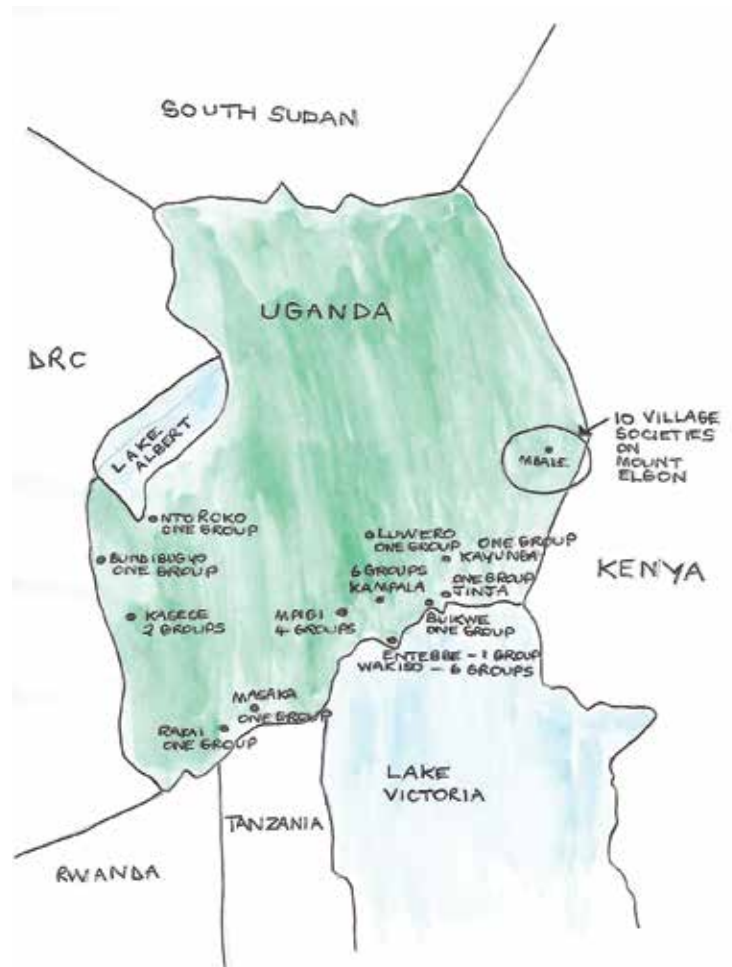 SOUTH SUDAN
UGANDA
DRC
LAKE
ALBERT
10 VILLAGE
SOCIETIES
ON
MOUNT
ELGON
MBALE
NTOROKO
ONE GROUP
BUNDIBUGYO
ONE GROUP
KASESE
2 GROUPS
LUWERO
ONE GROUP
ONE GROUP
KAYUNGA
6 GROUPS
KAMPALA
ONE GROUP
JINJA
MPIGI
4 GROUPS
BUIKWE
ONE GROUP
ENTEBBE - 1 GROUP
WAKISO - 6 GROUPS
MASAKA
ONE GROUP
RAKAI
ONE GROUP
KENYA
LAKE
VICTORIA
TANZANIA
RWANDA